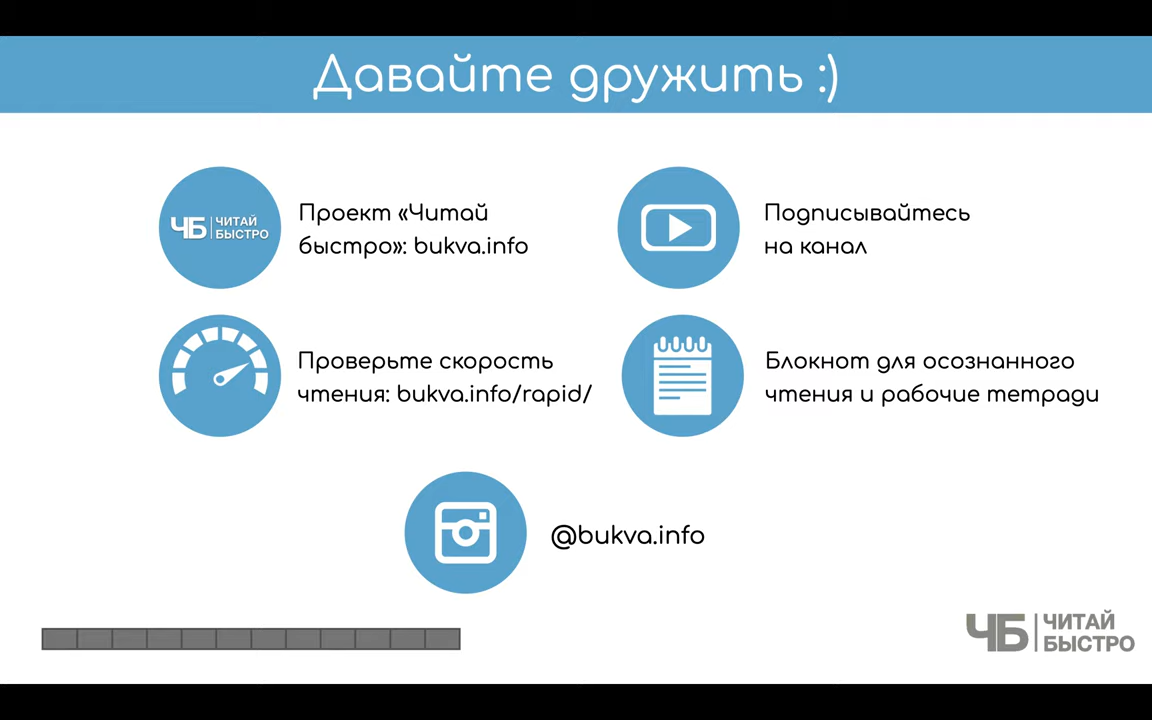 Давайте дружить :)
ЧБ ЧИТАЙ
БЫСТРО
Проект «Читай
быстро»: bukva.info
Подписывайтесь
на канал
Проверьте скорость
чтения: bukva.info/rapid/
Блокнот для осознанного
чтения и рабочие тетради
@bukva.info
ЧБ ЧИТАЙ
БЫСТРО